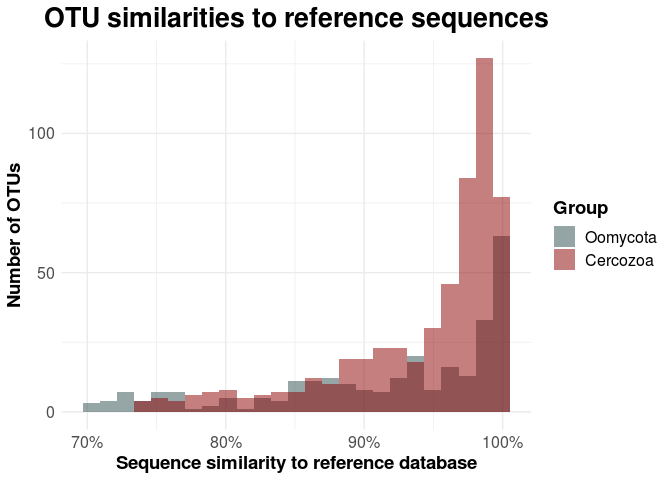 OTU similarities to reference sequences
Number of OTUs
100
50
0
70%
80%
90%
100%
Sequence similarity to reference database
Group
Oomycota
Cercozoa